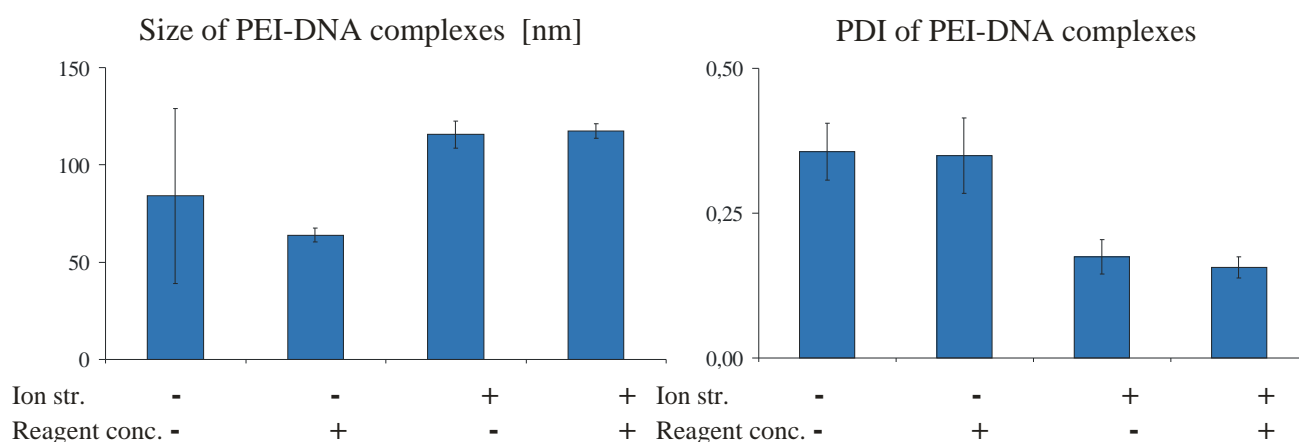 Size of PEI-DNA complexes [nm]
150
100
50
0
Ion str. - - + +
Reagent conc. - + - +
PDI of PEI-DNA complexes
0,50
0,25
0,00
Ion str. - - + +
Reagent conc. - + - +